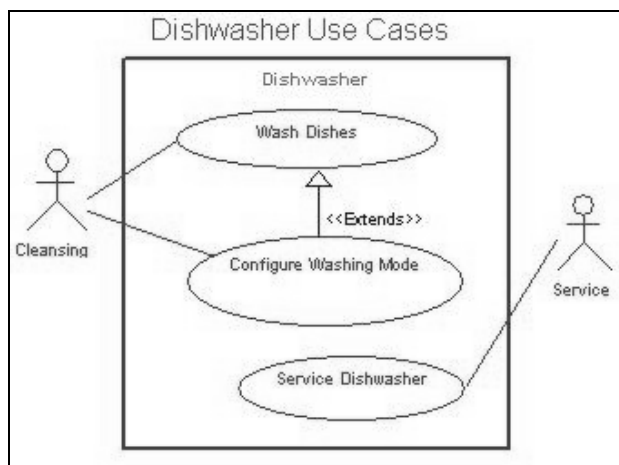 Dishwasher Use Cases
Dishwasher
Wash Dishes
<<Extends>>
Cleansing
Configure Washing Mode
Service
Service Dishwasher